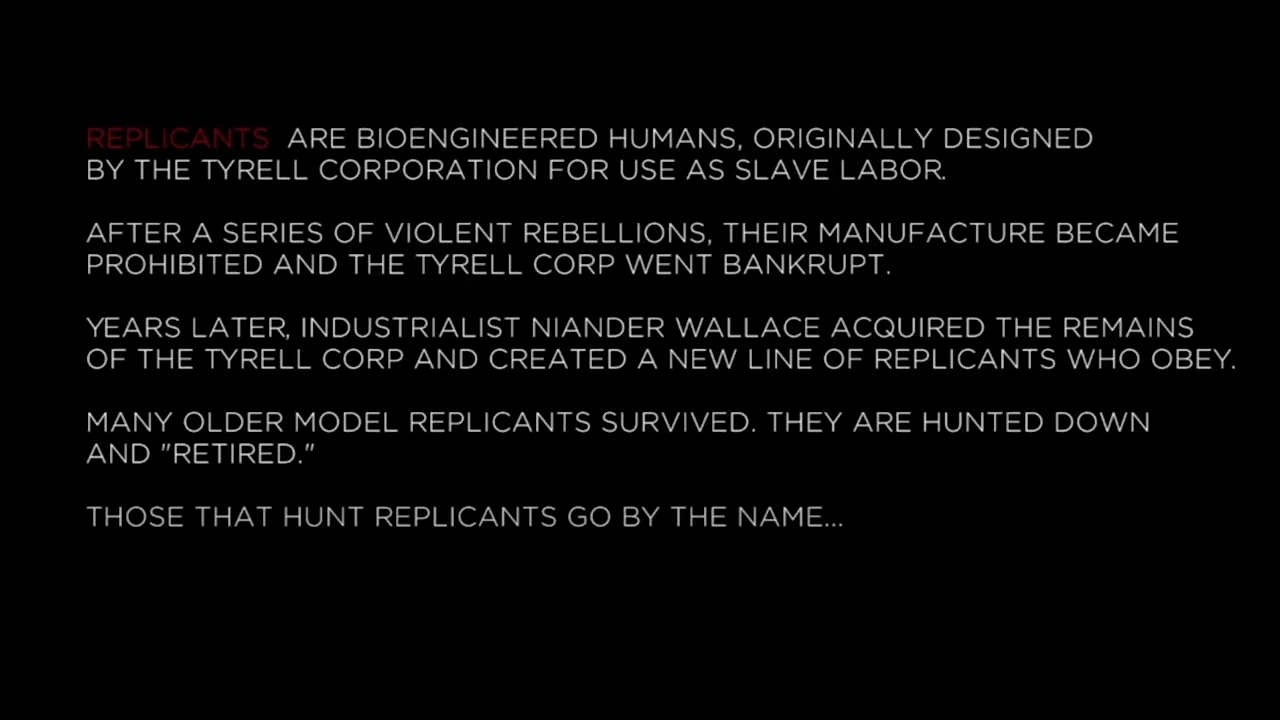 REPLICANTS ARE BIOENGINEERED HUMANS, ORIGINALLY DESIGNED
BY THE TYRELL CORPORATION FOR USE AS SLAVE LABOR.
AFTER A SERIES OF VIOLENT REBELLIONS, THEIR MANUFACTURE BECAME
PROHIBITED AND THE TYRELL CORP WENT BANKRUPT.
YEARS LATER, INDUSTRIALIST NIANDER WALLACE ACQUIRED THE REMAINS
OF THE TYRELL CORP AND CREATED A NEW LINE OF REPLICANTS WHO OBEY.
MANY OLDER MODEL REPLICANTS SURVIVED. THEY ARE HUNTED DOWN
AND "RETIRED."
THOSE THAT HUNT REPLICANTS GO BY THE NAME...